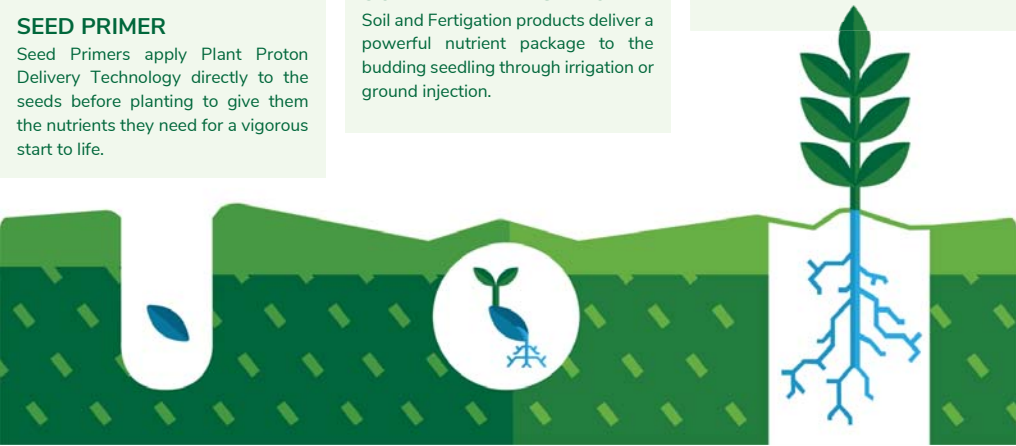 SEED PRIMER
Seed Primers apply Plant Proton
Delivery Technology directly to the
seeds before planting to give them
the nutrients they need for a vigorous
start to life.
Soil and Fertigation products deliver a
powerful nutrient package to the
budding seedling through irrigation or
ground injection.